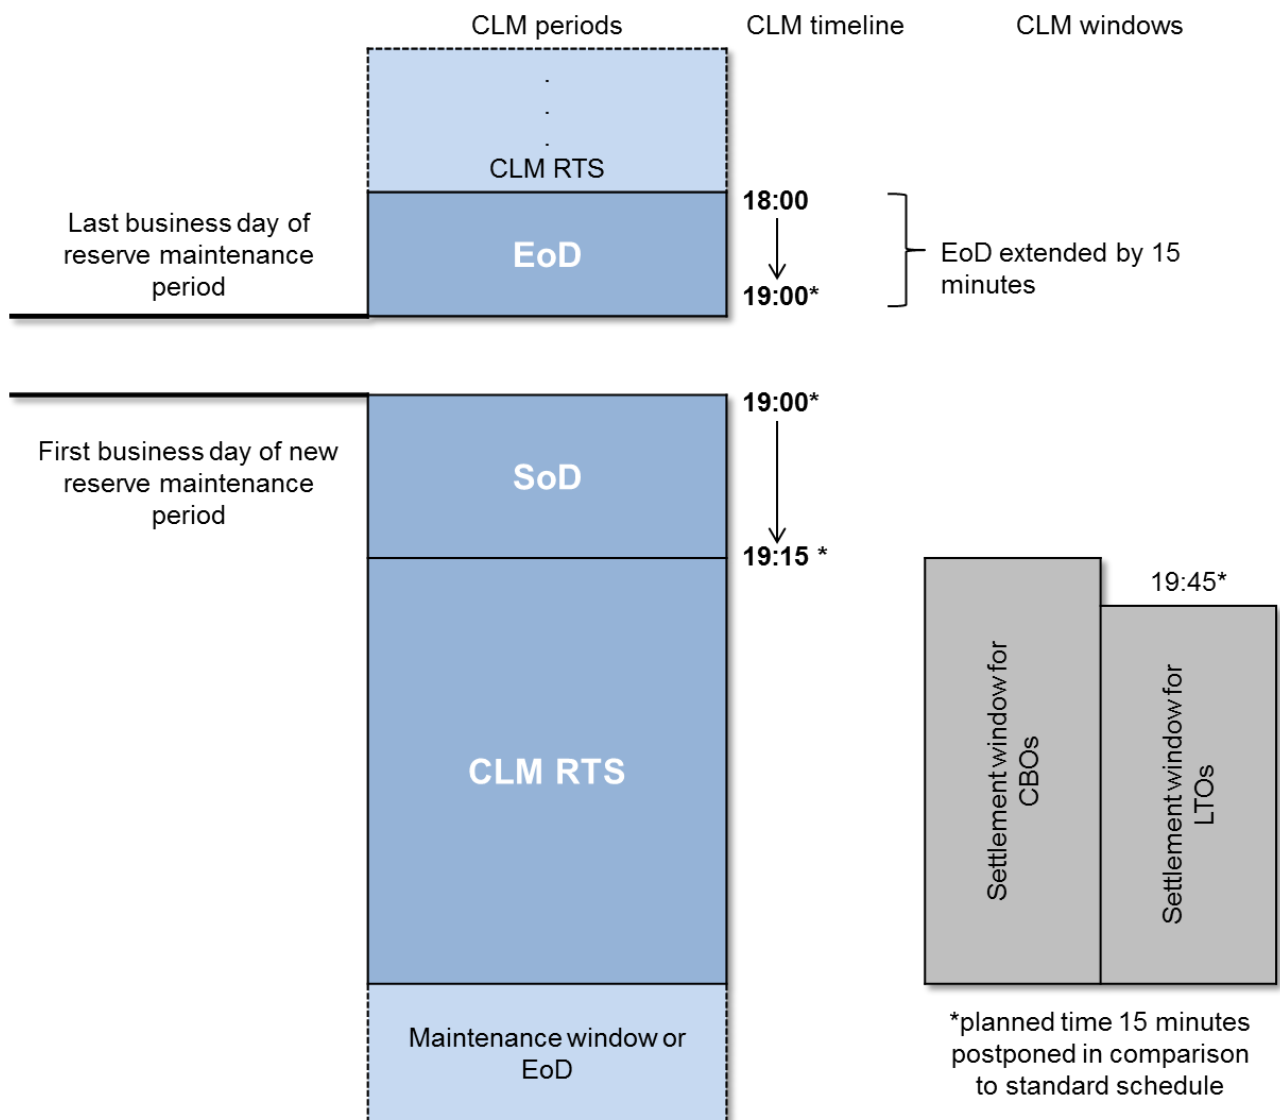 CLM periods
CLM timeline
CLM windows
.
.
.
CLM RTS
Last business day of
reserve maintenance
period
EoD
18:00
19:00*
EoD extended by 15
minutes
First business day of new
reserve maintenance
period
SoD
19:00*
19:15 *
19:45*
CLM RTS
Settlement window for
CBOs
Settlement window for
LTOs
Maintenance window or
EoD
*planned time 15 minutes
postponed in comparison
to standard schedule